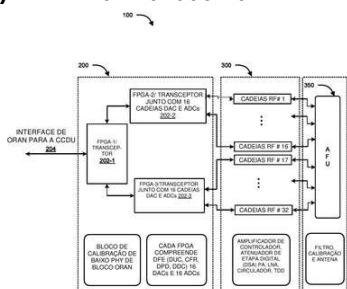 100
200
300
350
FPGA-2/ TRANSCEPTOR
JUNTO COM 16
CADEIAS DAC E ADCs
202-2
CADEIAS RF# 1
INTERFACE DE
ORAN PARA A CCDU
204
FPGA-1/
TRANSCEP-
TOR
202-1
CADEIAS RF # 16
CADEIAS RF # 17
A
F
U
FPGA-3/TRANSCEPTOR
JUNTO COM 16 CADEIAS
DAC E ADCs 202-3
CADEIAS RF # 32
BLOCO DE
CALIBRAÇÃO DE
BAIXO PHY DE
BLOCO ORAN
CADA FPGA
COMPREENDE
DFE (DUC, CFR,
DPD, DDC) 16
DACs E 16 ADCs
AMPLIFICADOR DE
CONTROLADOR,
ATENUADOR DE
ETAPA DIGITAL
(DSA) PA, LNA,
CIRCULADOR, TDD
FILTRO,
CALIBRAÇÃO
E ANTENA